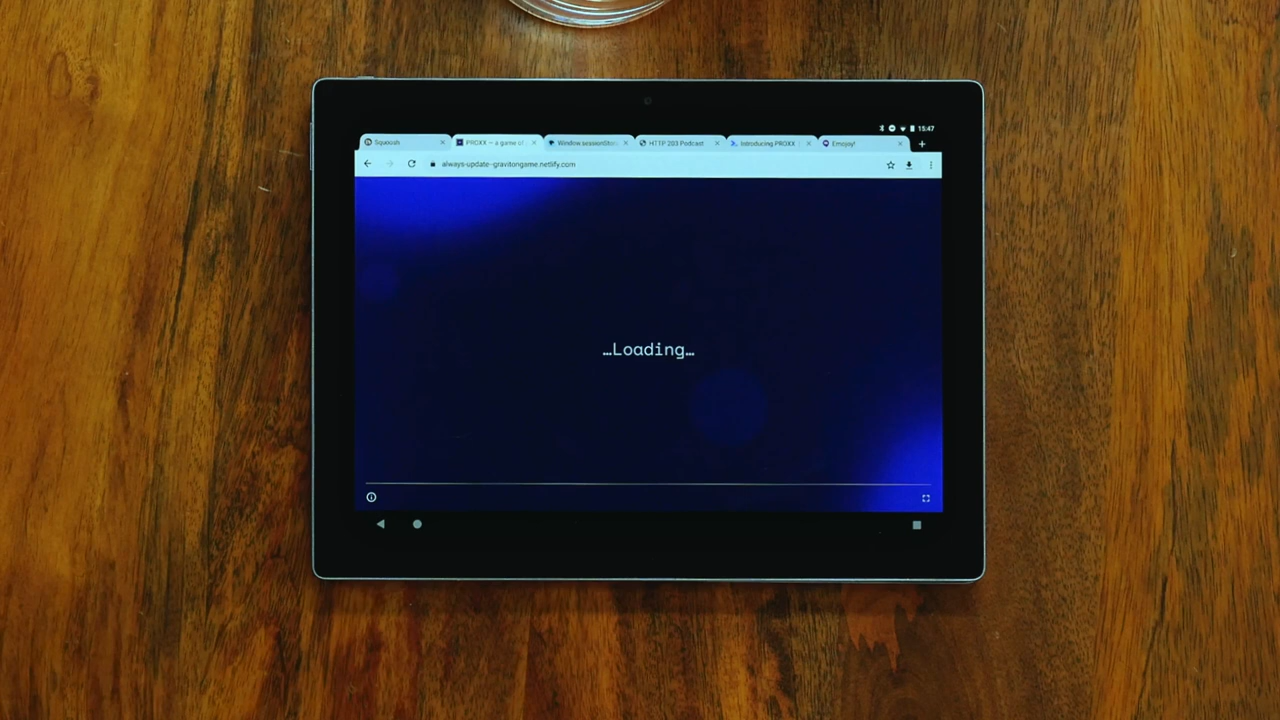 15:47
Squoosh
PROXX — a game of
Window.sessionStora
HTTP 203 Podcast
Introducing PROXX
Emojoy!
always-update--gravitongame.netlify.com
…Loading…